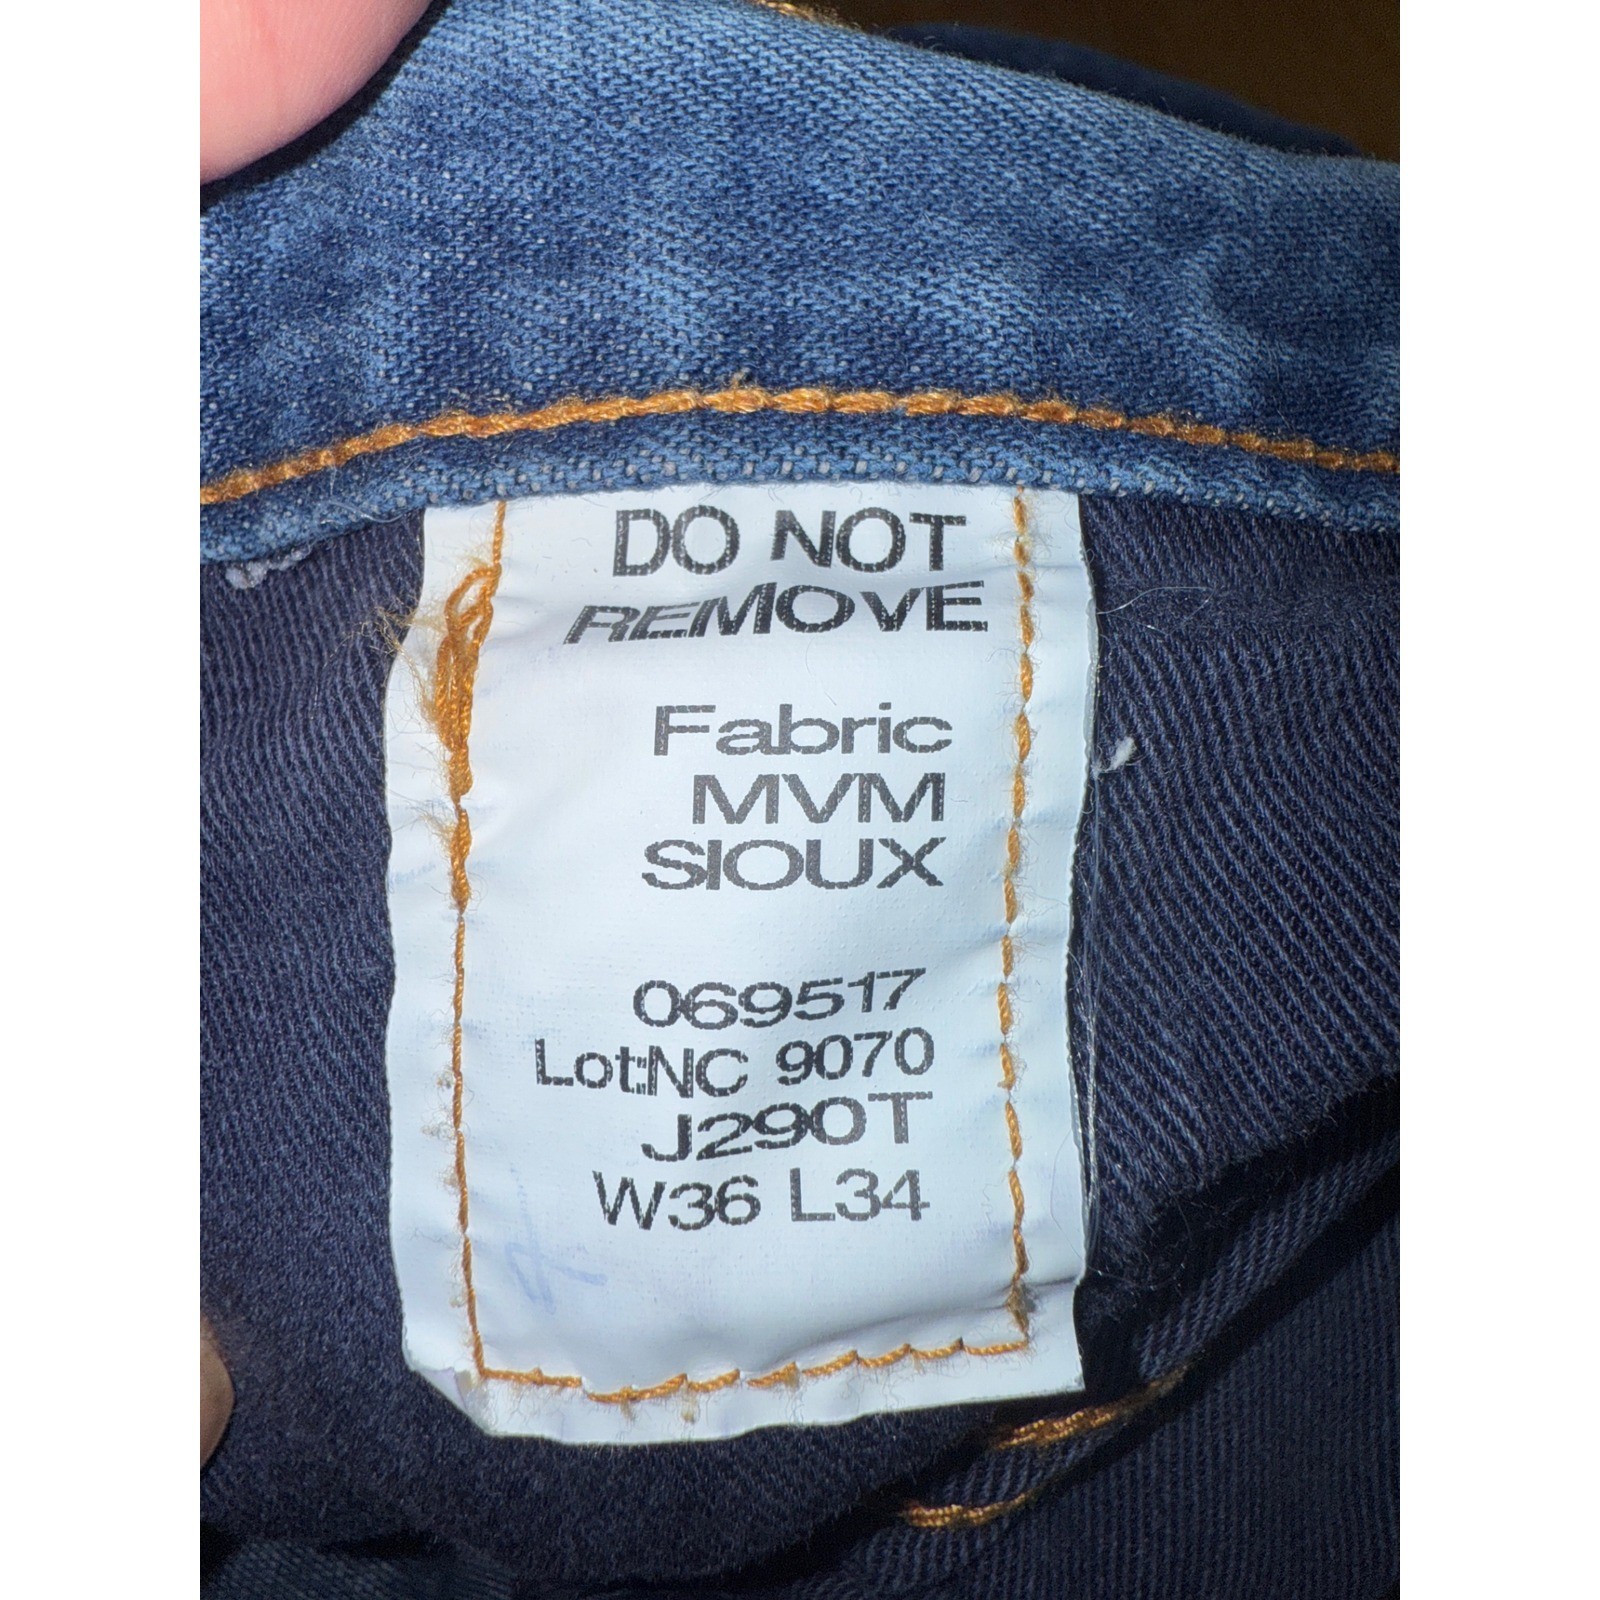 DO NOT
REMOVE
Fabric
MVM
SIOUX
069517
Lot:NC 9070
J290T
W36 L34